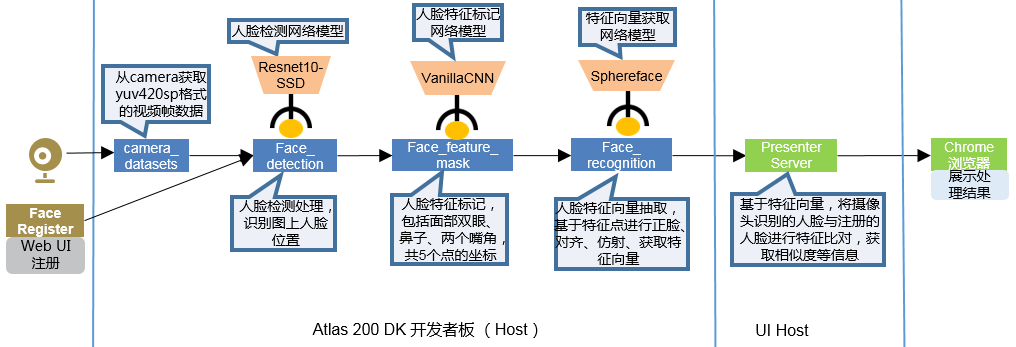 人脸检测网络模型
人脸特征标记
网络模型
特征向量获取
网络模型
从camera获取
yuv420sp格式
的视频帧数据
Resnet10-
SSD
VanillaCNN
Sphereface
camera_
datasets
Face_
detection
Face_feature_
mask
Face_
recognition
Presenter
Server
Chrome
浏览器
展示处
理结果
Face
Register
Web UI
注册
人脸检测处理，
识别图上人脸
位置
人脸特征标记，
包括面部双眼、
鼻子、两个嘴角，
共5个点的坐标
人脸特征向量抽取，
基于特征点进行正脸、
对齐、仿射、获取特
征向量
基于特征向量，将摄像
头识别的人脸与注册的
人脸进行特征比对，获
取相似度等信息
Atlas 200 DK 开发者板 （Host）
UI Host